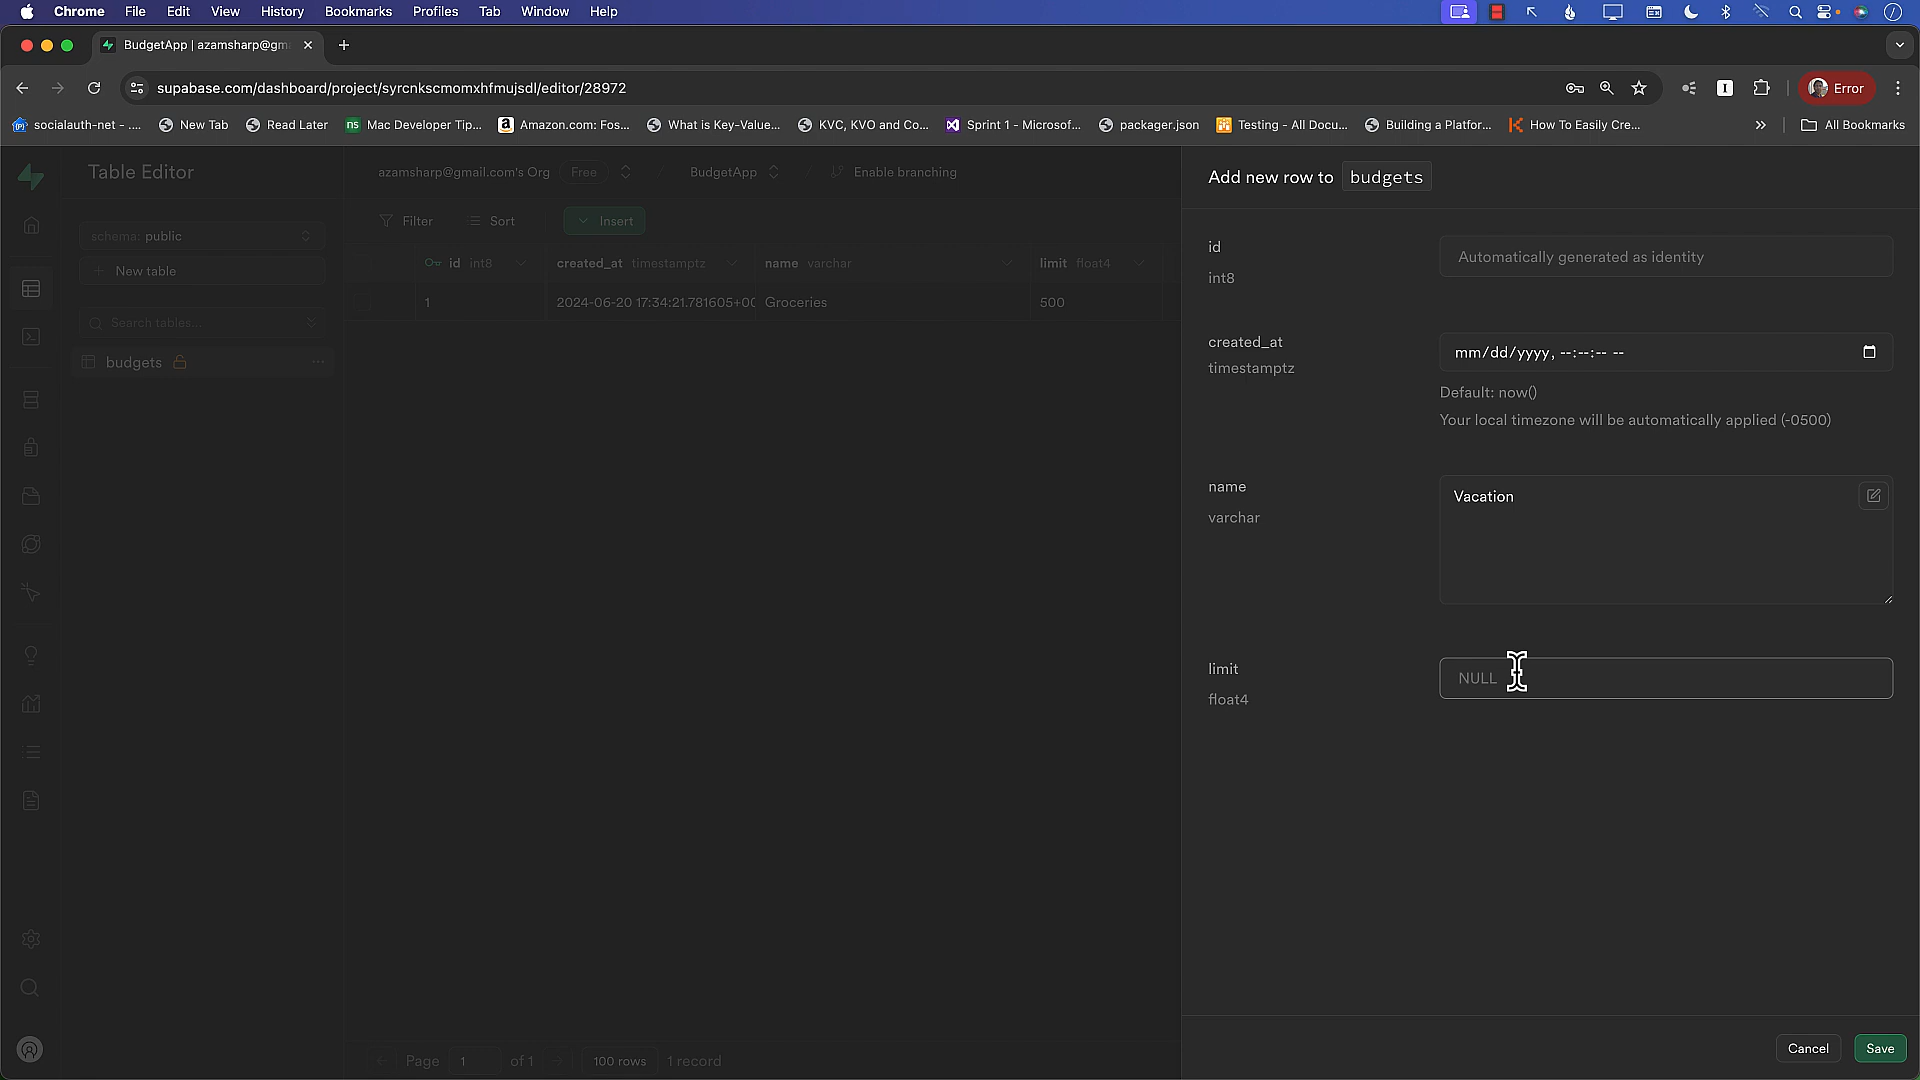 Chrome File Edit View History Bookmarks Profiles Tab Window Help
BudgetApp | azamsharp@gm
supabase.com/dashboard/project/syrcnkscmomxhfmujsdl/editor/28972
Error
socialauth-net - ....
New Tab
Read Later
Mac Developer Tip...
Amazon.com: Fos...
What is Key-Value...
KVC, KVO and Co...
Sprint 1 - Microsof...
packager.json
Testing - All Docu...
Building a Platfor...
How To Easily Cre...
All Bookmarks
Table Editor
azamsharp@gmail.com's Org Free / BudgetApp / Enable branching
schema: public
New table
Search tables...
budgets
Filter Sort Insert
id int8 created_at timestamptz name varchar limit float4
1 2024-06-20 17:34:21.781605+00 Groceries 500
Page 1 of 1 100 rows 1 record
Add new row to budgets
id
int8
Automatically generated as identity
created_at
timestamptz
mm/dd/yyyy, --:--:-- --
Default: now()
Your local timezone will be automatically applied (-0500)
name
varchar
Vacation
limit
float4
NULL
Cancel Save